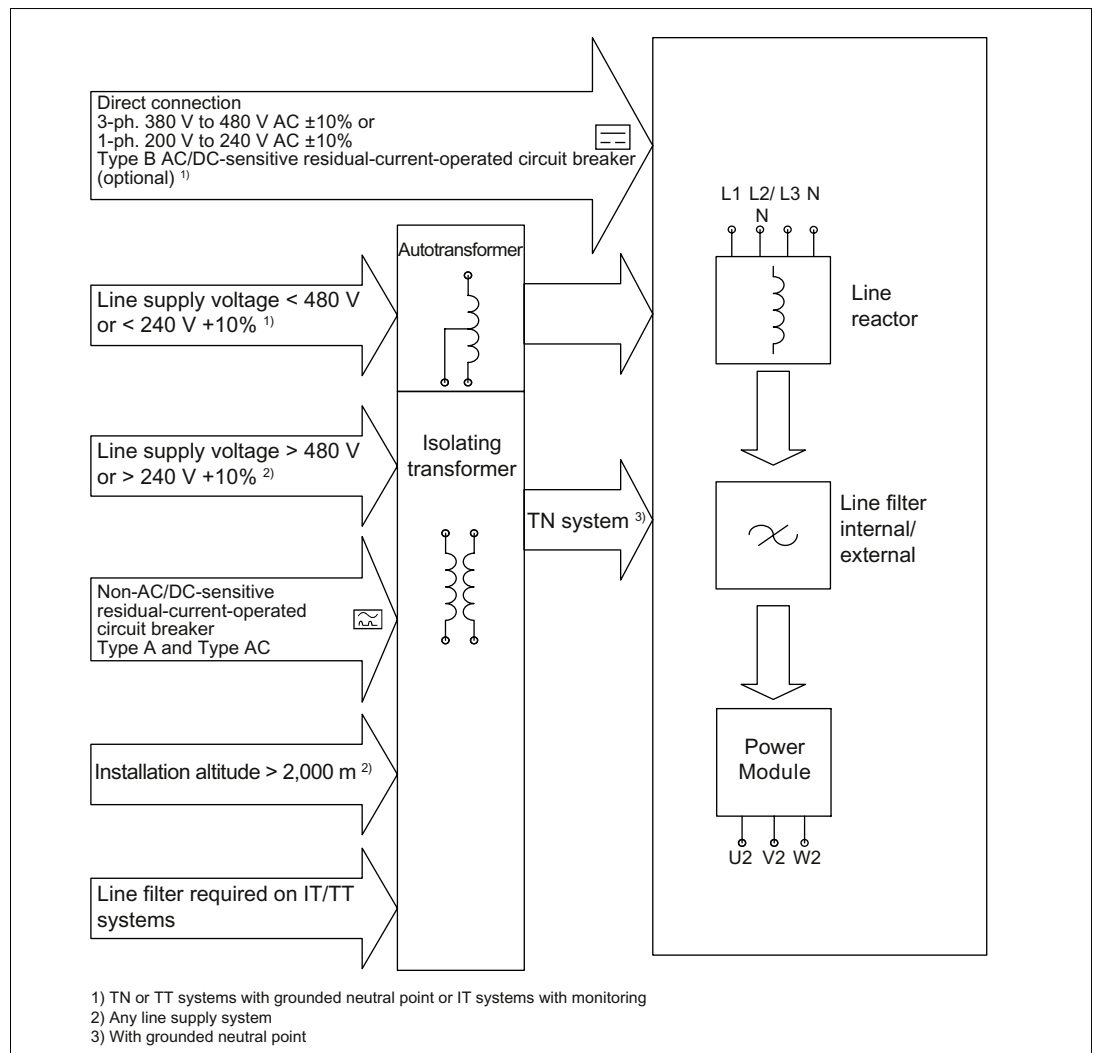 Direct connection
3-ph. 380 V to 480 V AC ±10% or
1-ph. 200 V to 240 V AC ±10%
Type B AC/DC-sensitive residual-current-operated circuit breaker
(optional) 1)
Autotransformer
Line supply voltage < 480 V
or < 240 V +10% 1)
Line supply voltage > 480 V
or > 240 V +10% 2)
Isolating
transformer
TN system 3)
Non-AC/DC-sensitive
residual-current-operated
circuit breaker
Type A and Type AC
Installation altitude > 2,000 m 2)
Line filter required on IT/TT
systems
L1 L2/ L3 N
N
Line
reactor
Line filter
internal/
external
Power
Module
U2 V2 W2
1) TN or TT systems with grounded neutral point or IT systems with monitoring
2) Any line supply system
3) With grounded neutral point